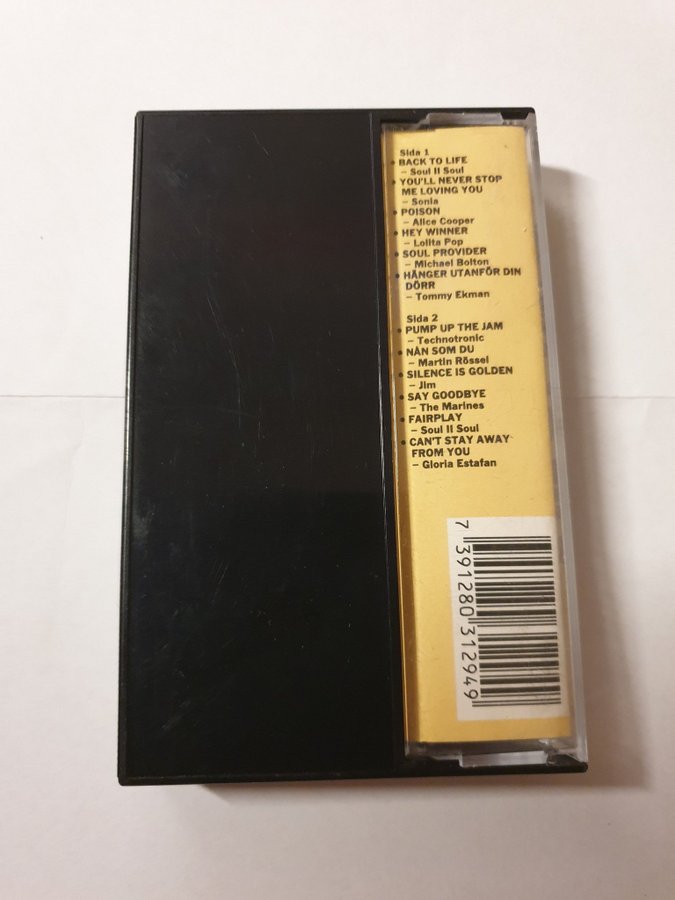 Sida 1
• BACK TO LIFE
– Soul II Soul
• YOU'LL NEVER STOP
ME LOVING YOU
– Sonia
• POISON
– Alice Cooper
• HEY WINNER
– Lolita Pop
• SOUL PROVIDER
– Michael Bolton
• HÄNGER UTANFÖR DIN
DÖRR
– Tommy Ekman
Sida 2
• PUMP UP THE JAM
– Technotronic
• NÅN SOM DU
– Martin Rössel
• SILENCE IS GOLDEN
– Jim
• SAY GOODBYE
– The Marines
• FAIRPLAY
– Soul II Soul
• CAN'T STAY AWAY
FROM YOU
– Gloria Estafan
7 391280 312949